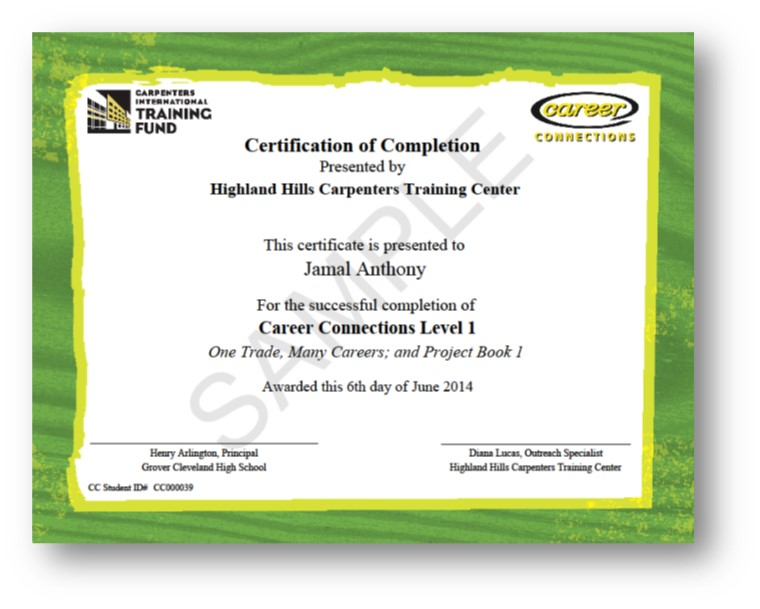 CARPENTERS
INTERNATIONAL
TRAINING
FUND
career
CONNECTIONS
Certification of Completion
Presented by
Highland Hills Carpenters Training Center
This certificate is presented to
Jamal Anthony
For the successful completion of
Career Connections Level 1
One Trade, Many Careers; and Project Book 1
Awarded this 6th day of June 2014
SAMPLE
Henry Arlington, Principal
Grover Cleveland High School
Diana Lucas, Outreach Specialist
Highland Hills Carpenters Training Center
CC Student ID# CC000039